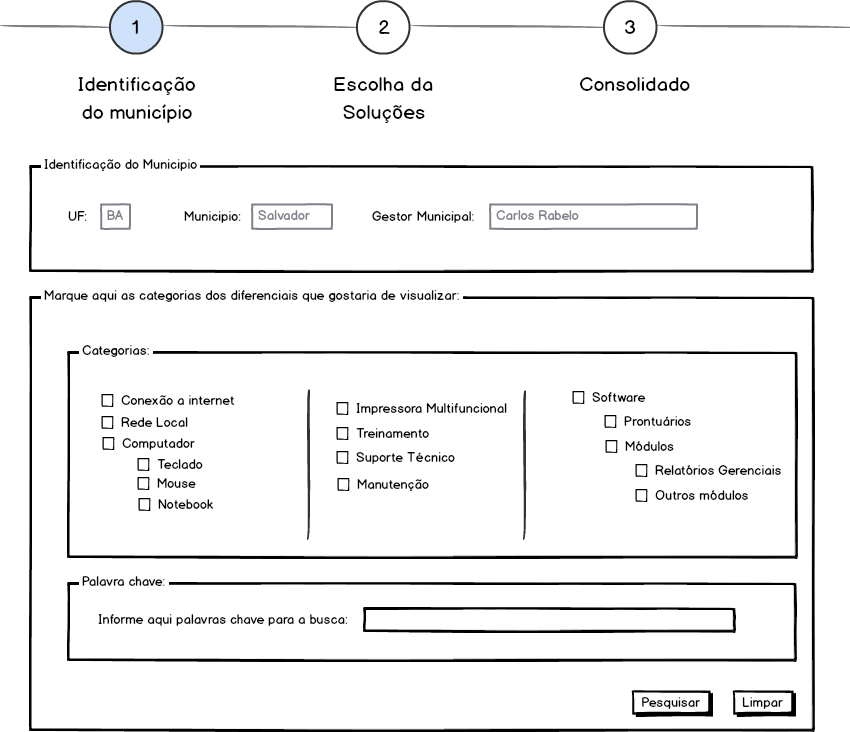 1
2
3
Identificação
do município
Escolha da
Soluções
Consolidado
Identificação do Municipio
UF: BA Municipio: Salvador Gestor Municipal: Carlos Rabelo
Marque aqui as categorias dos diferenciais que gostaria de visualizar:
Categorias:
Conexão a internet
Rede Local
Computador
Teclado
Mouse
Notebook
Impressora Multifuncional
Treinamento
Suporte Técnico
Manutenção
Software
Prontuários
Módulos
Relatórios Gerenciais
Outros módulos
Palavra chave:
Informe aqui palavras chave para a busca:
Pesquisar Limpar